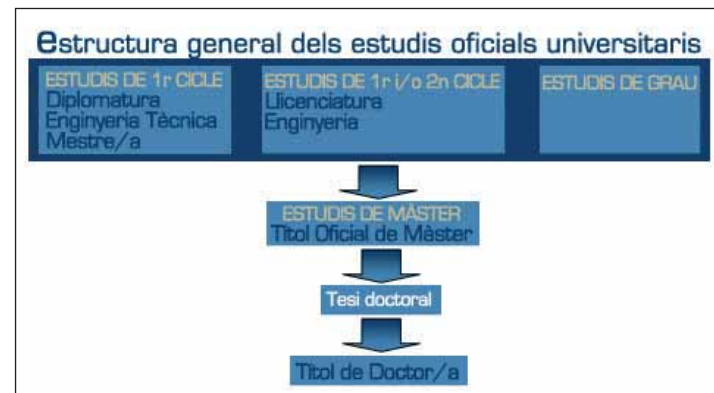 estructura general dels estudis oficials universitaris
ESTUDIS DE 1r CICLE
Diplomatura
Enginyeria Tècnica
Mestre/a
ESTUDIS DE 1r i/o 2n CICLE
Llicenciatura
Enginyeria
ESTUDIS DE GRAU
ESTUDIS DE MÀSTER
Títol Oficial de Màster
Tesi doctoral
Títol de Doctor/a